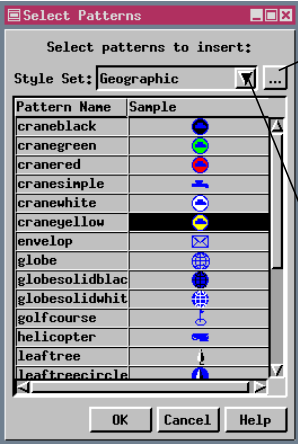 Select Patterns
Select patterns to insert:
Style Set: Geographic ...
Pattern Name Sample
craneblack
cranegreen
cranered
cranesimple
cranewhite
craneyellow
envelop
globe
globesolidblac
globesolidwhit
golfcourse
helicopter
leaftree
leaftreecircle
OK Cancel Help